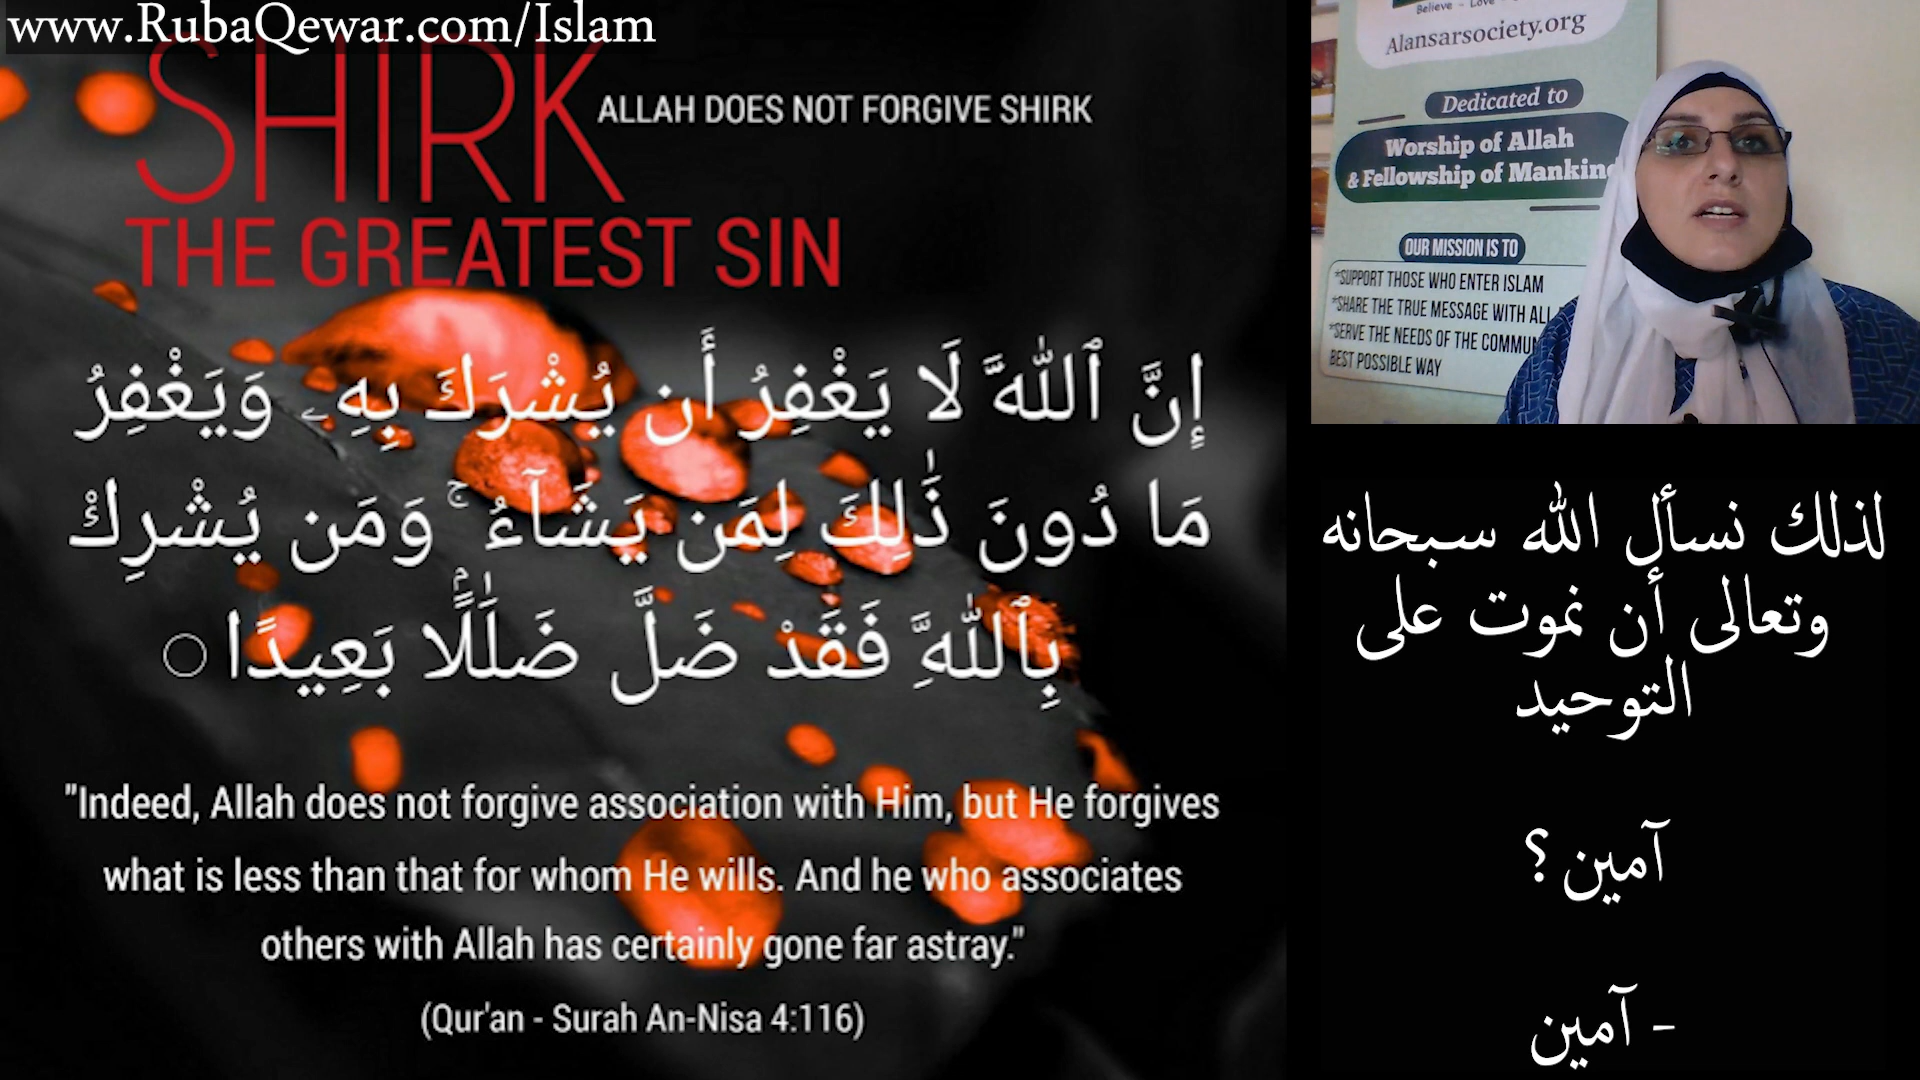 www.RubaQewar.com/Islam
SHIRK
ALLAH DOES NOT FORGIVE SHIRK
THE GREATEST SIN
إِنَّ ٱللَّهَ لَا يَغْفِرُ أَن يُشْرَكَ بِهِۦ وَيَغْفِرُ
مَا دُونَ ذَٰلِكَ لِمَن يَشَآءُ ۚ وَمَن يُشْرِكْ
بِٱللَّهِ فَقَدْ ضَلَّ ضَلَٰلًۢا بَعِيدًا ○
"Indeed, Allah does not forgive association with Him, but He forgives
what is less than that for whom He wills. And he who associates
others with Allah has certainly gone far astray."
(Qur'an - Surah An-Nisa 4:116)
Believe - Love
Alansarsociety.org
Dedicated to
Worship of Allah
& Fellowship of Mankin
OUR MISSION IS TO
*SUPPORT THOSE WHO ENTER ISLAM
*SHARE THE TRUE MESSAGE WITH ALL
*SERVE THE NEEDS OF THE COMMUN
BEST POSSIBLE WAY
لذلك نسأل الله سبحانه
وتعالى أن نموت على
التوحيد
آمين ؟
- آمين